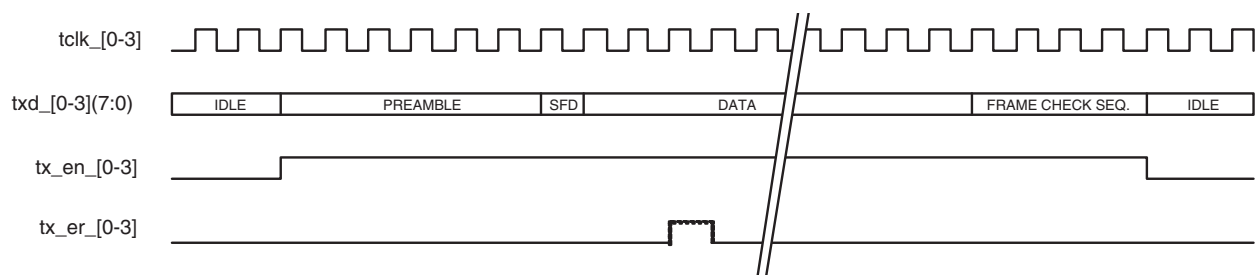 tclk_[0-3]
txd_[0-3](7:0)
IDLE PREAMBLE SFD DATA FRAME CHECK SEQ. IDLE
tx_en_[0-3]
tx_er_[0-3]